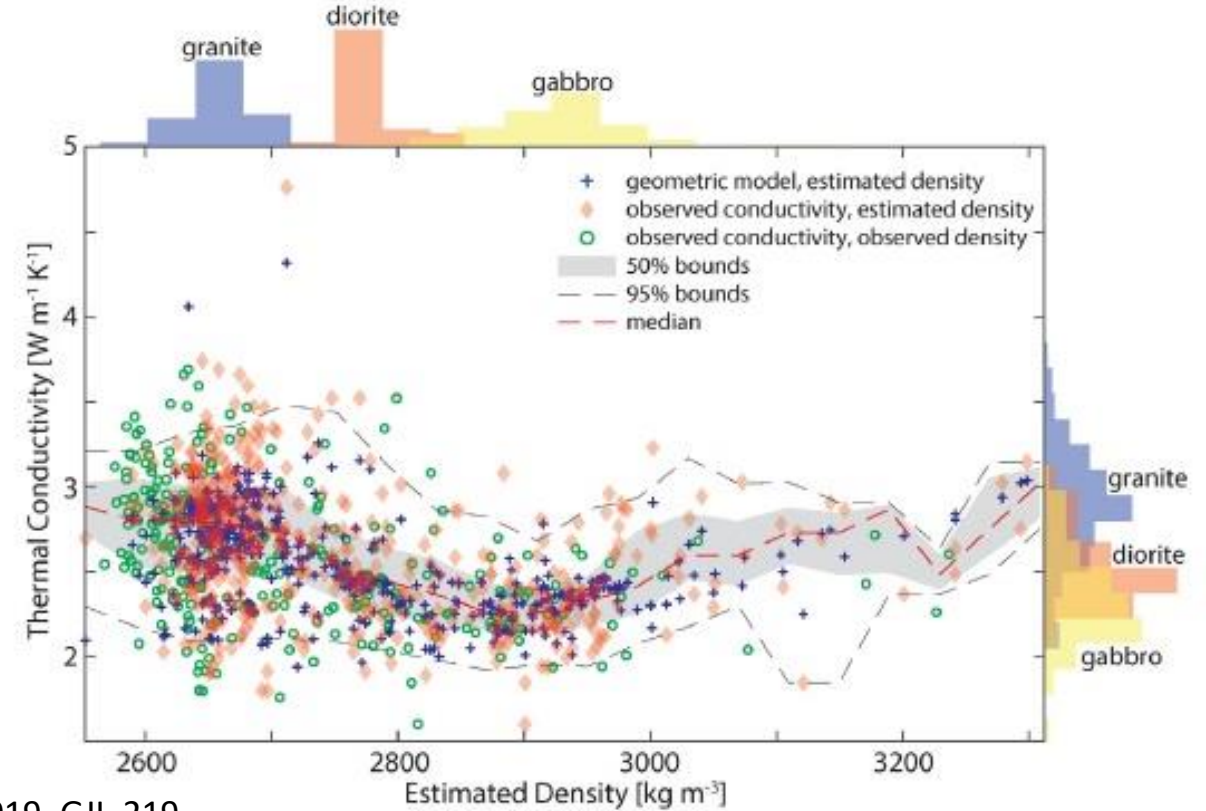 diorite
granite
gabbro
5
4
3
2
Thermal Conductivity [W m⁻¹ K⁻¹]
geometric model, estimated density
observed conductivity, estimated density
observed conductivity, observed density
50% bounds
95% bounds
median
granite
diorite
gabbro
2600 2800 3000 3200
Estimated Density [kg m⁻³]
GJI, 219